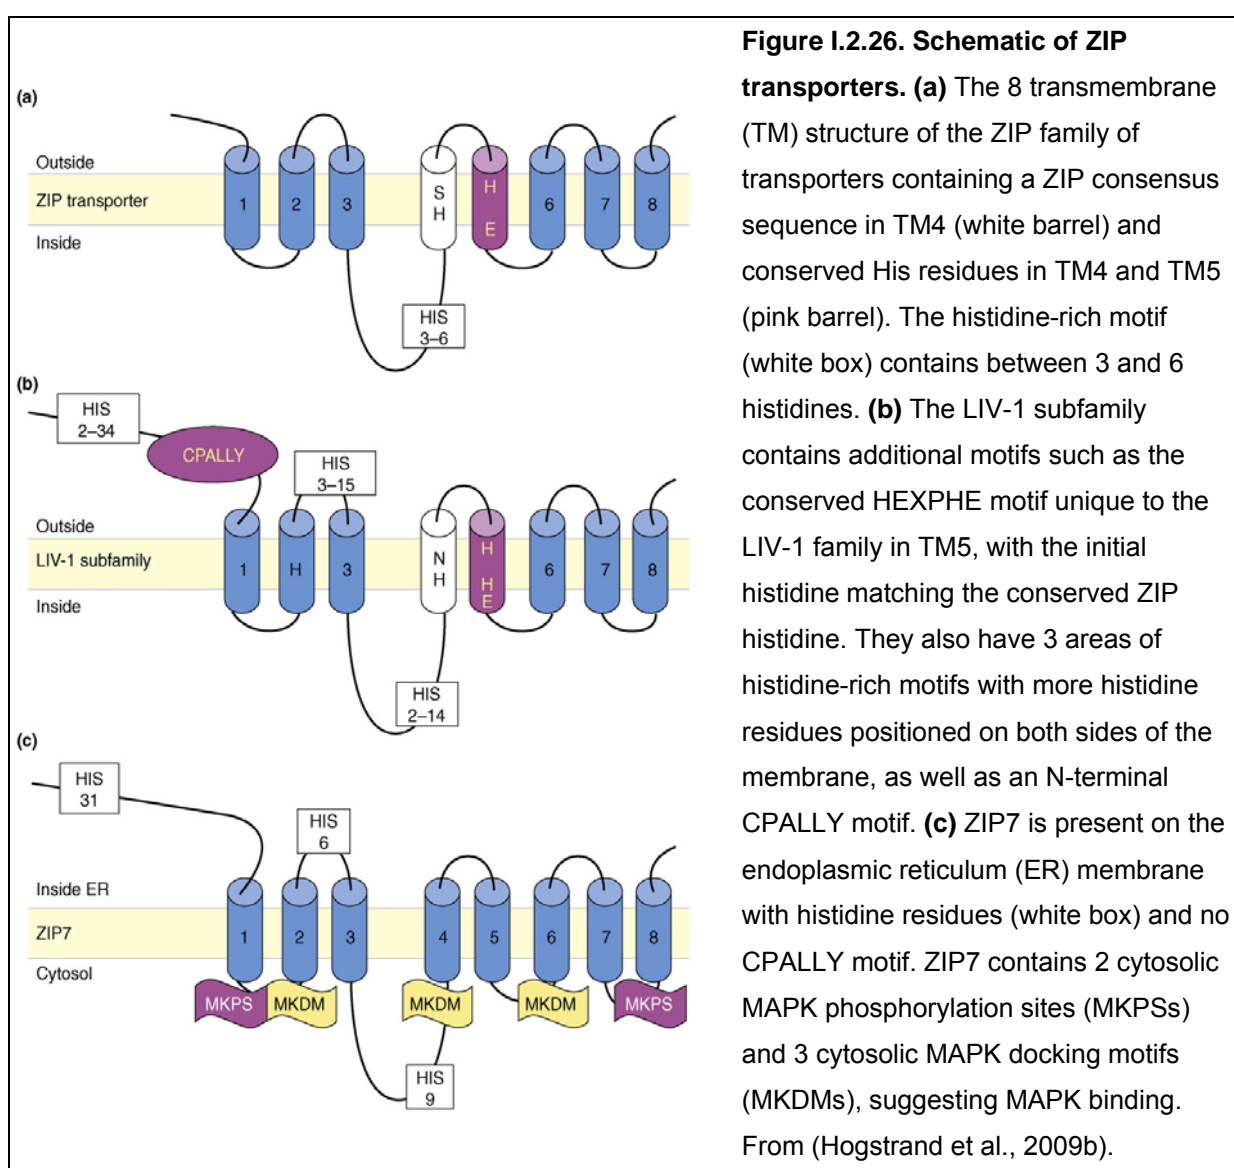 Figure I.2.26. Schematic of ZIP
transporters. (a) The 8 transmembrane
(TM) structure of the ZIP family of
transporters containing a ZIP consensus
sequence in TM4 (white barrel) and
conserved His residues in TM4 and TM5
(pink barrel). The histidine-rich motif
(white box) contains between 3 and 6
histidines. (b) The LIV-1 subfamily
contains additional motifs such as the
conserved HEXPHE motif unique to the
LIV-1 family in TM5, with the initial
histidine matching the conserved ZIP
histidine. They also have 3 areas of
histidine-rich motifs with more histidine
residues positioned on both sides of the
membrane, as well as an N-terminal
CPALLY motif. (c) ZIP7 is present on the
endoplasmic reticulum (ER) membrane
with histidine residues (white box) and no
CPALLY motif. ZIP7 contains 2 cytosolic
MAPK phosphorylation sites (MKPSs)
and 3 cytosolic MAPK docking motifs
(MKDMs), suggesting MAPK binding.
From (Hogstrand et al., 2009b).
(a)
Outside
ZIP transporter
Inside
1
2
3
S
H
H
E
6
7
8
HIS
3–6
(b)
HIS
2–34
CPALLY
HIS
3–15
Outside
LIV-1 subfamily
Inside
1
H
3
N
H
H
H
E
6
7
8
HIS
2–14
(c)
HIS
31
HIS
6
Inside ER
ZIP7
Cytosol
1
2
3
4
5
6
7
8
MKPS
MKDM
MKDM
MKDM
MKPS
HIS
9